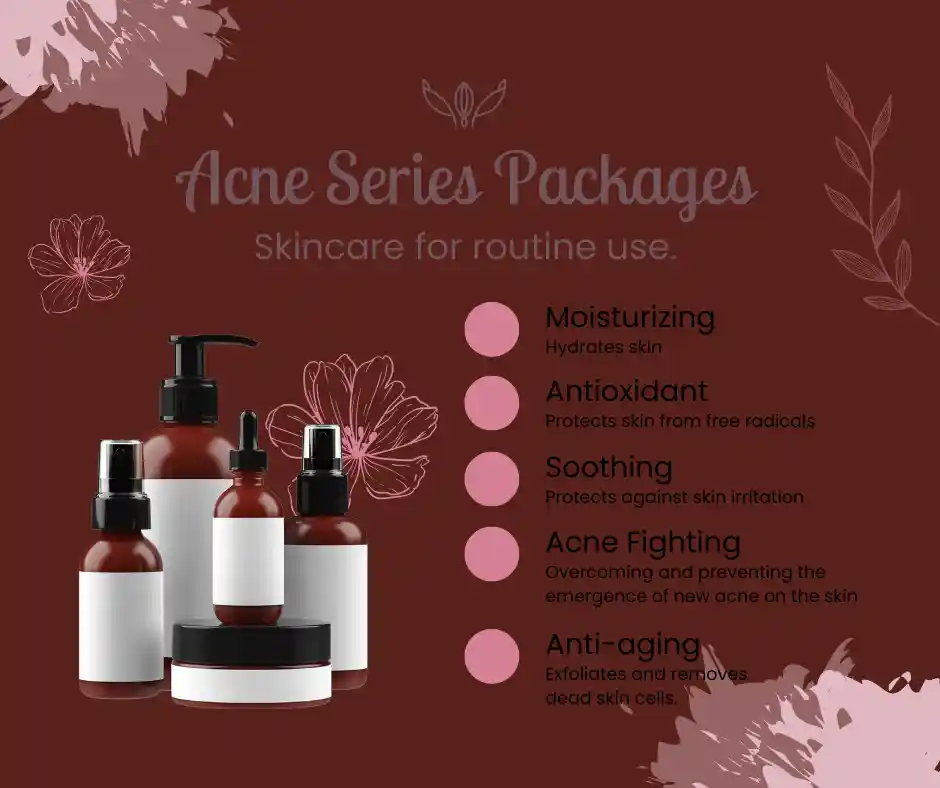 Acne Series Packages
Skincare for routine use.
Moisturizing
Hydrates skin
Antioxidant
Protects skin from free radicals
Soothing
Protects against skin irritation
Acne Fighting
Overcoming and preventing the
emergence of new acne on the skin
Anti-aging
Exfoliates and removes
dead skin cells.